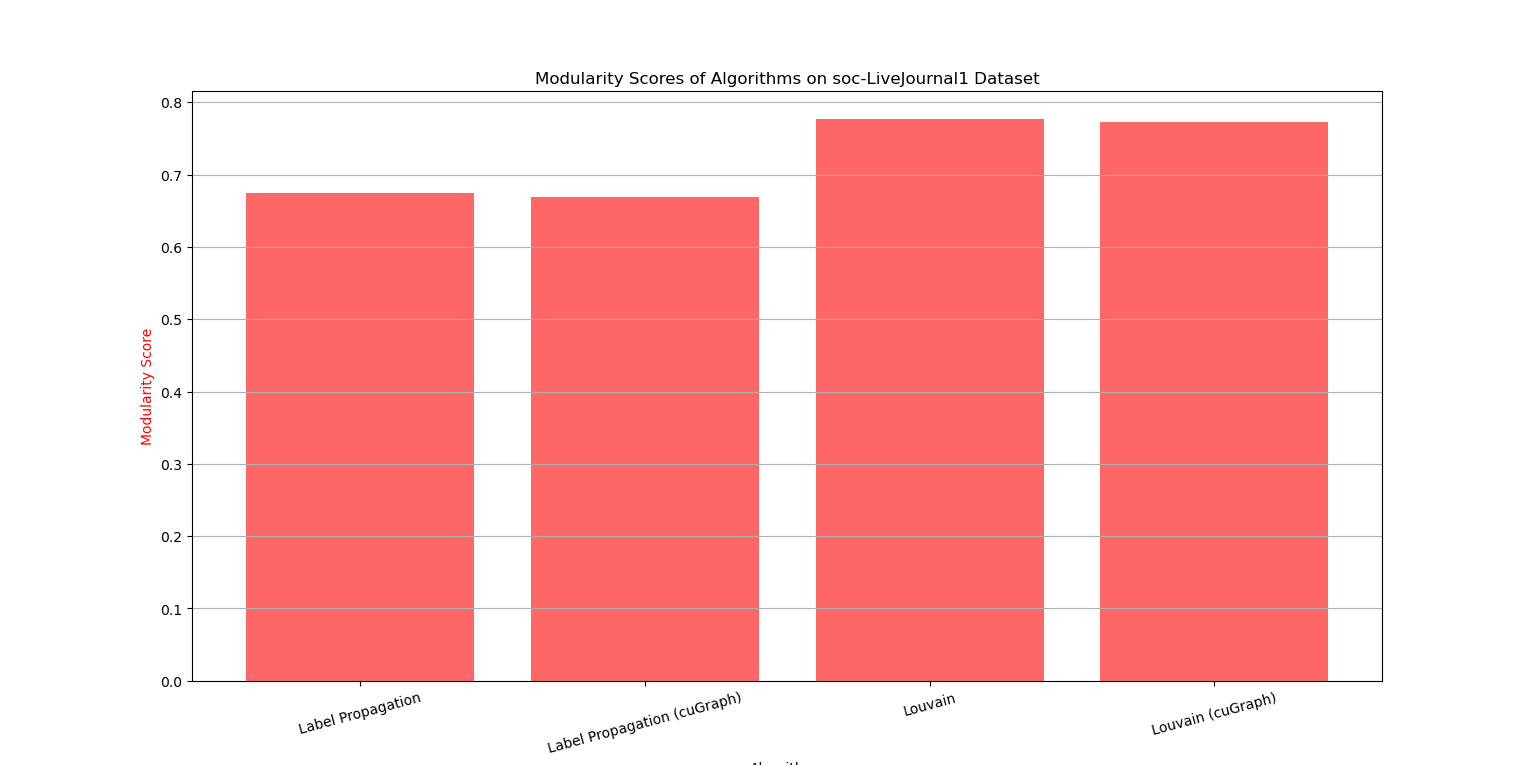 Modularity Scores of Algorithms on soc-LiveJournal1 Dataset
0.8
0.7
0.6
0.5
0.4
0.3
0.2
0.1
0.0
Modularity Score
Label Propagation
Label Propagation (cuGraph)
Louvain
Louvain (cuGraph)